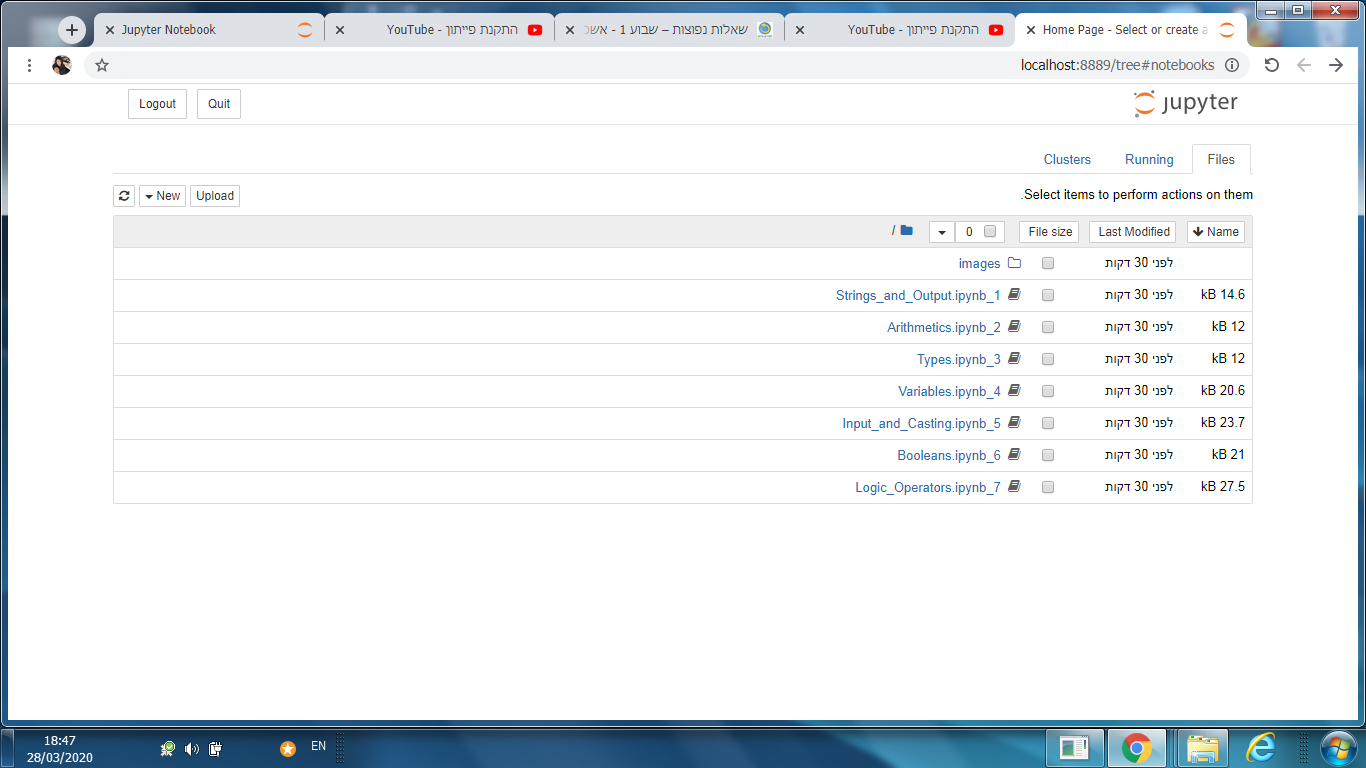 Home Page - Select or create a
התקנת פייתון - YouTube
שאלות נפוצות – שבוע 1 - אשכ
התקנת פייתון - YouTube
Jupyter Notebook
localhost:8889/tree#notebooks
jupyter
Quit
Logout
Files
Running
Clusters
.Select items to perform actions on them
Upload
New
Name
Last Modified
File size
0
/
images
לפני 30 דקות
Strings_and_Output.ipynb_1
לפני 30 דקות
kB 14.6
Arithmetics.ipynb_2
לפני 30 דקות
kB 12
Types.ipynb_3
לפני 30 דקות
kB 12
Variables.ipynb_4
לפני 30 דקות
kB 20.6
Input_and_Casting.ipynb_5
לפני 30 דקות
kB 23.7
Booleans.ipynb_6
לפני 30 דקות
kB 21
Logic_Operators.ipynb_7
לפני 30 דקות
kB 27.5
EN
18:47
28/03/2020